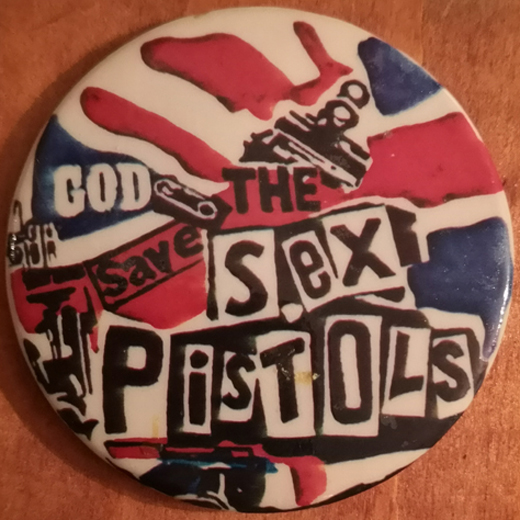 GOD THE
Save SeX
PiSTOLS